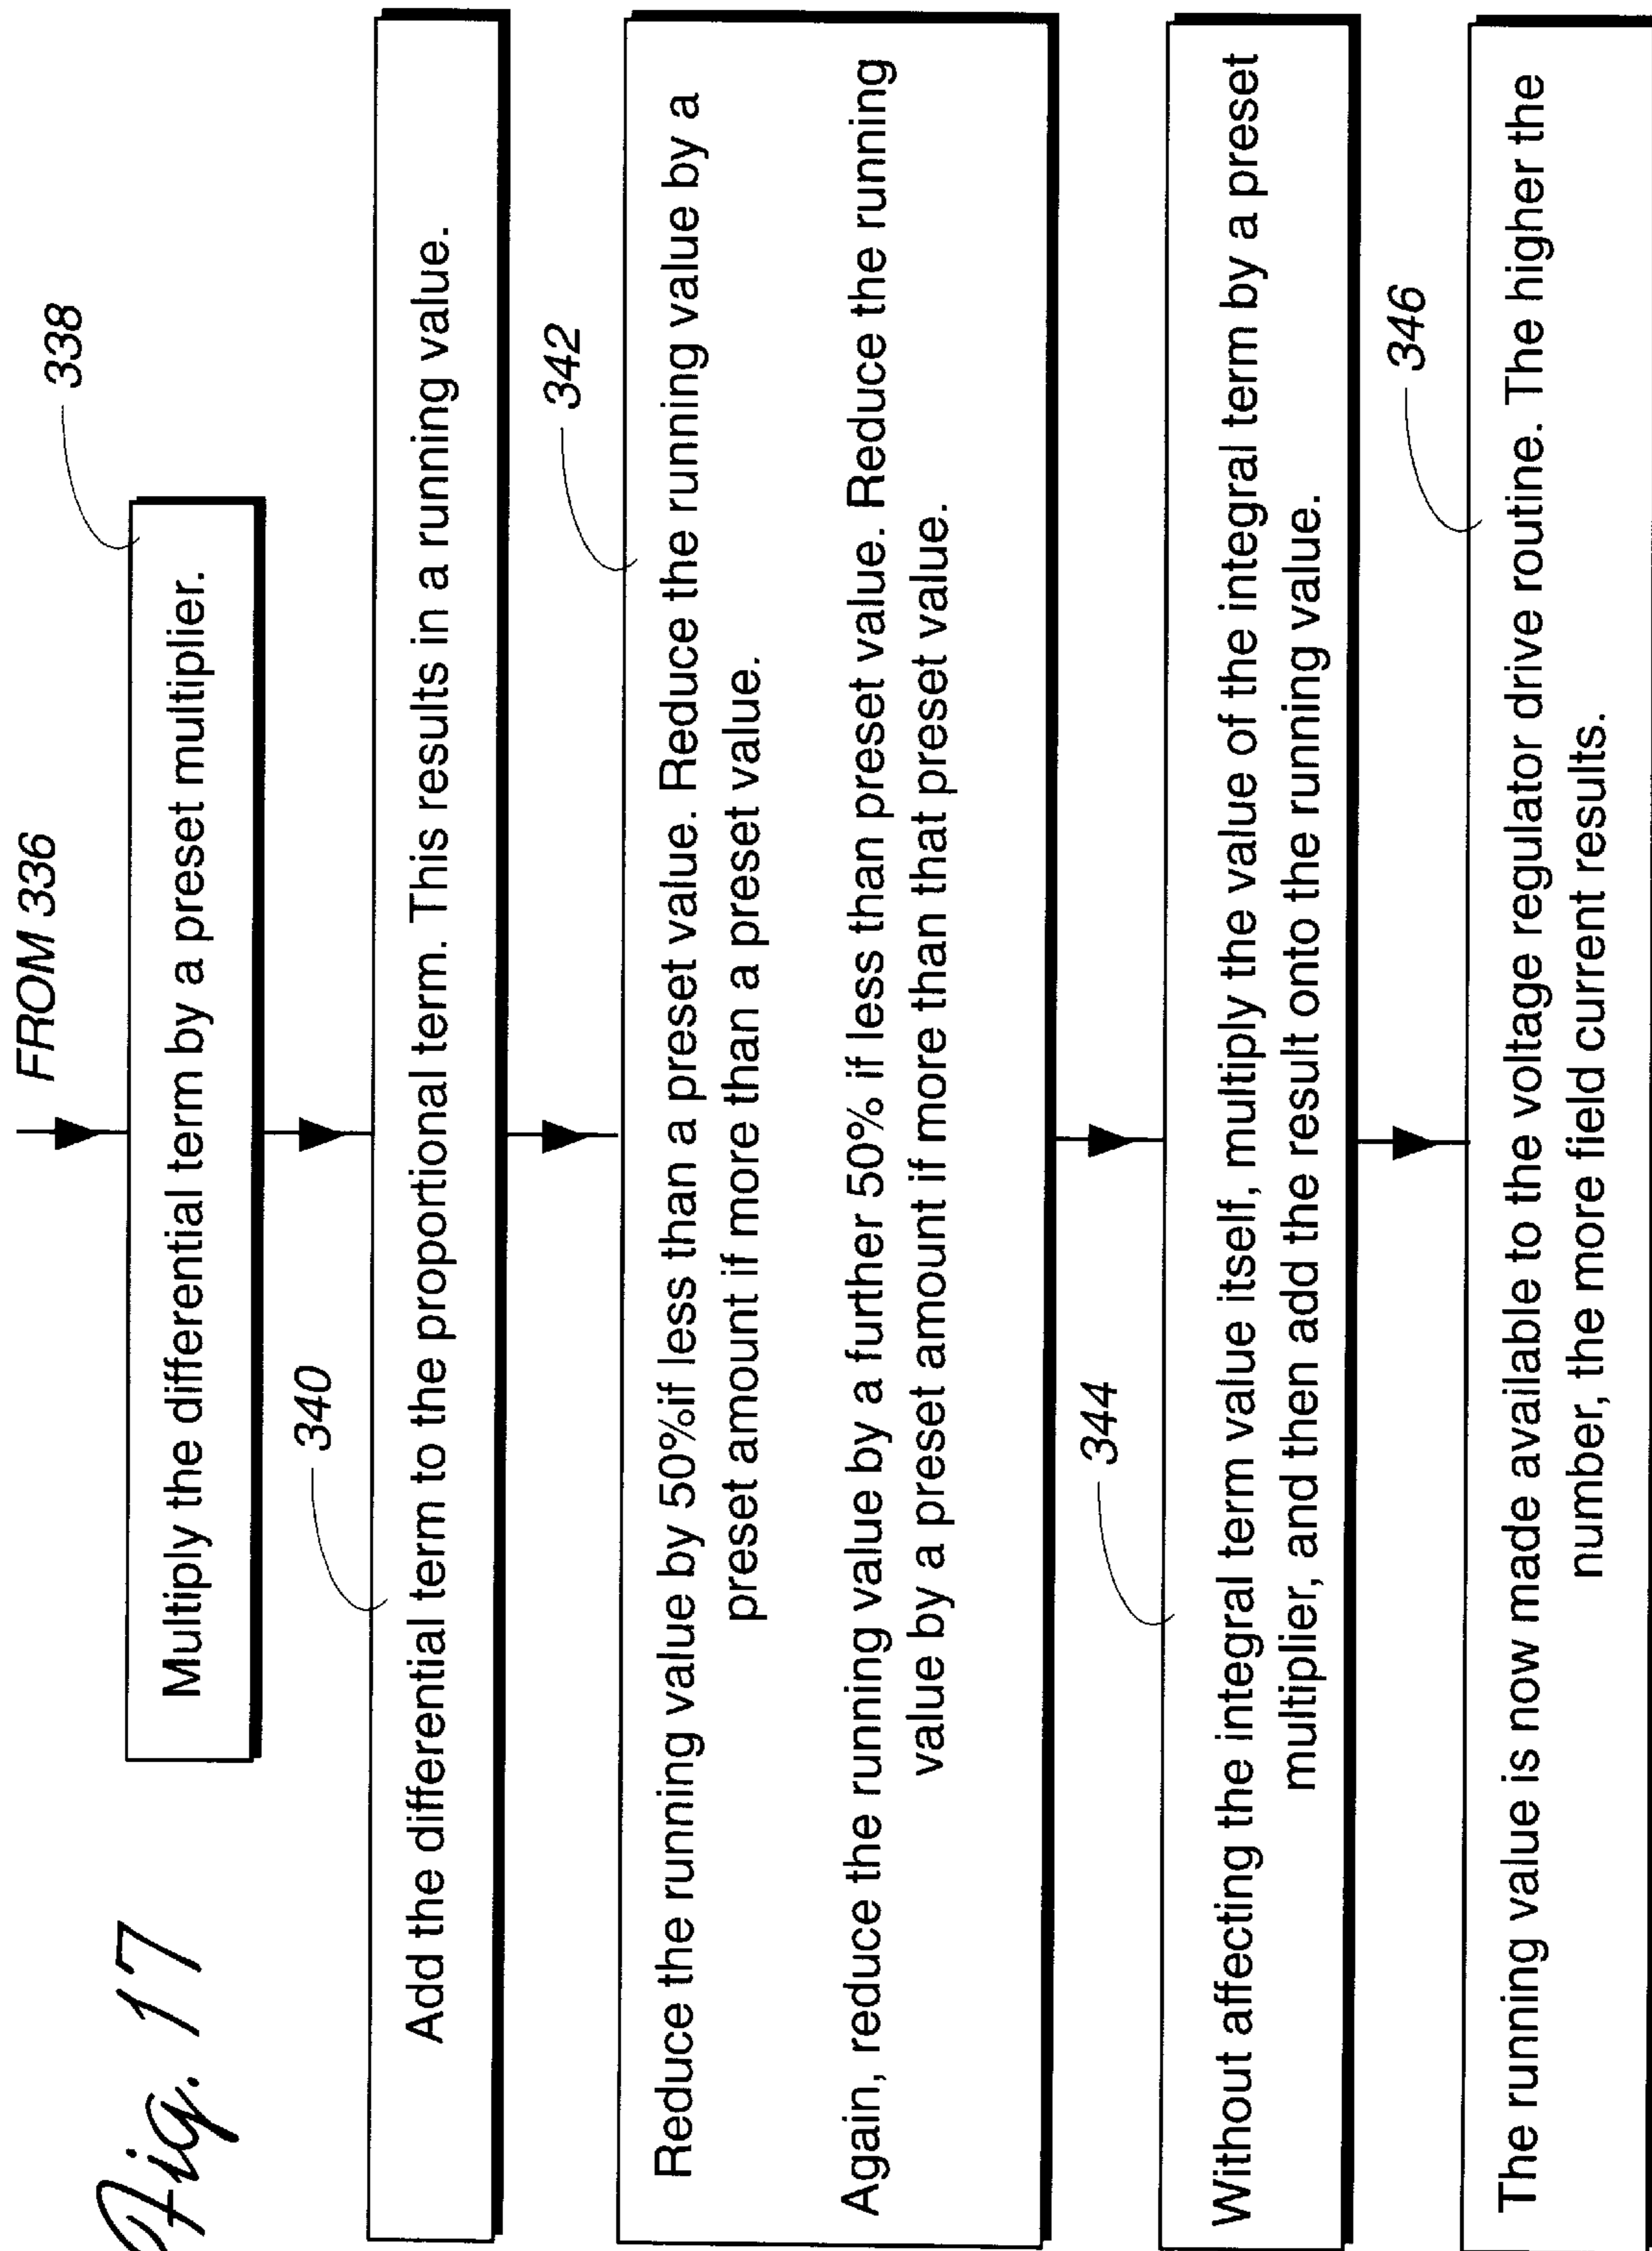 Fig. 17
FROM 336
338
Multiply the differential term by a preset multiplier.
340
Add the differential term to the proportional term. This results in a running value.
342
Reduce the running value by 50%if less than a preset value. Reduce the running value by a
preset amount if more than a preset value.
Again, reduce the running value by a further 50% if less than preset value. Reduce the running
value by a preset amount if more than that preset value.
344
Without affecting the integral term value itself, multiply the value of the integral term by a preset
multiplier, and then add the result onto the running value.
346
The running value is now made available to the voltage regulator drive routine. The higher the
number, the more field current results.